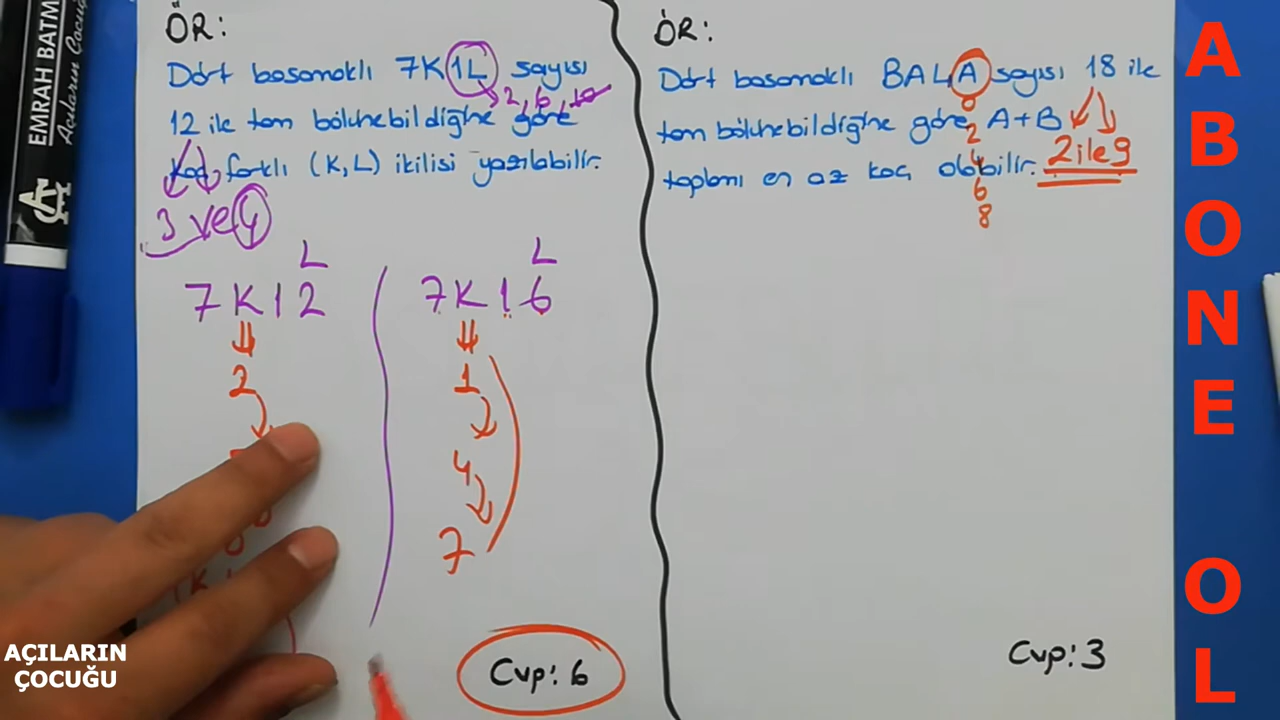 ÖR:
Dört basamaklı 7K1L sayısı
2, 6, 10
12 ile tam bölünebildiğine göre
kaç farklı (K,L) ikilisi yazılabilir.
3 ve 4
L
7K12
2
L
7K16
1
4
7
Cvp: 6
ÖR:
Dört basamaklı BALA sayısı 18 ile
tam bölünebildiğine göre, A+B
toplamı en az kaç olabilir.
2 ile 9
0
2
4
6
8
Cvp: 3
EMRAH BATM
Açıların Çocuğu
AÇILARIN
ÇOCUĞU
ABONE
OL